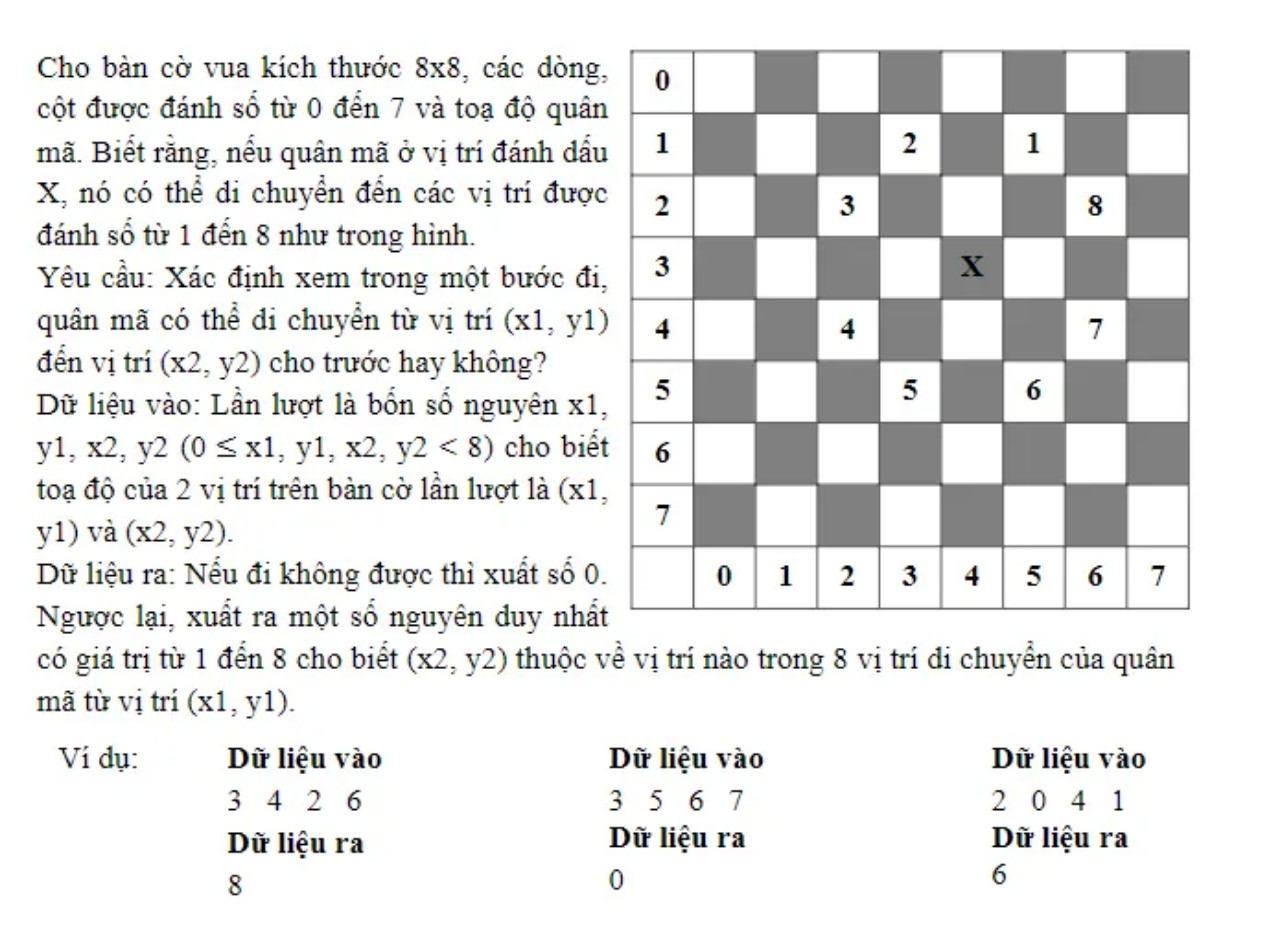 Cho bàn cờ vua kích thước 8x8, các dòng,
cột được đánh số từ 0 đến 7 và toạ độ quân
mã. Biết rằng, nếu quân mã ở vị trí đánh dấu
X, nó có thể di chuyển đến các vị trí được
đánh số từ 1 đến 8 như trong hình.
Yêu cầu: Xác định xem trong một bước đi,
quân mã có thể di chuyển từ vị trí (x1, y1)
đến vị trí (x2, y2) cho trước hay không?
Dữ liệu vào: Lần lượt là bốn số nguyên x1,
y1, x2, y2 (0 ≤ x1, y1, x2, y2 < 8) cho biết
toạ độ của 2 vị trí trên bàn cờ lần lượt là (x1,
y1) và (x2, y2).
Dữ liệu ra: Nếu đi không được thì xuất số 0.
Ngược lại, xuất ra một số nguyên duy nhất
có giá trị từ 1 đến 8 cho biết (x2, y2) thuộc về vị trí nào trong 8 vị trí di chuyển của quân
mã từ vị trí (x1, y1).
0
1 2 1
2 3 8
3 X
4 4 7
5 5 6
6
7
0 1 2 3 4 5 6 7
Ví dụ: Dữ liệu vào Dữ liệu vào Dữ liệu vào
3 4 2 6 3 5 6 7 2 0 4 1
Dữ liệu ra Dữ liệu ra Dữ liệu ra
8 0 6